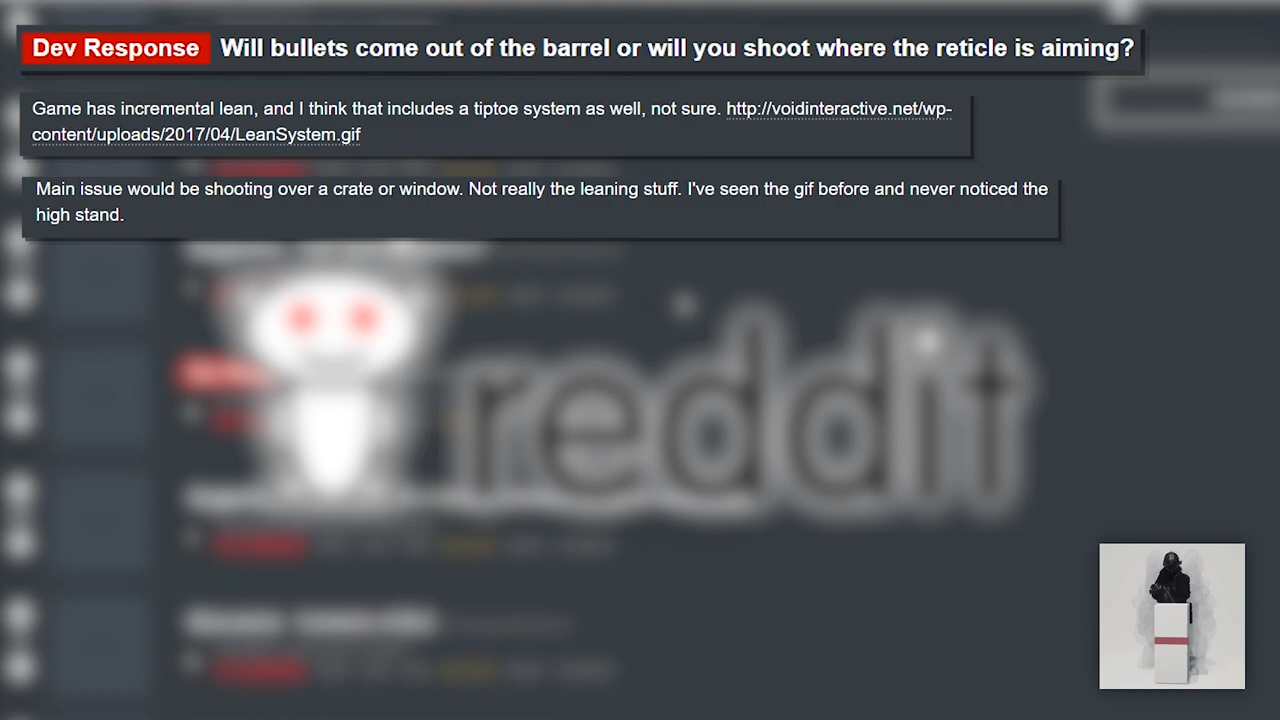 Dev Response Will bullets come out of the barrel or will you shoot where the reticle is aiming?
Game has incremental lean, and I think that includes a tiptoe system as well, not sure. http://voidinteractive.net/wp-
content/uploads/2017/04/LeanSystem.gif
Main issue would be shooting over a crate or window. Not really the leaning stuff. I've seen the gif before and never noticed the
high stand.
reddit